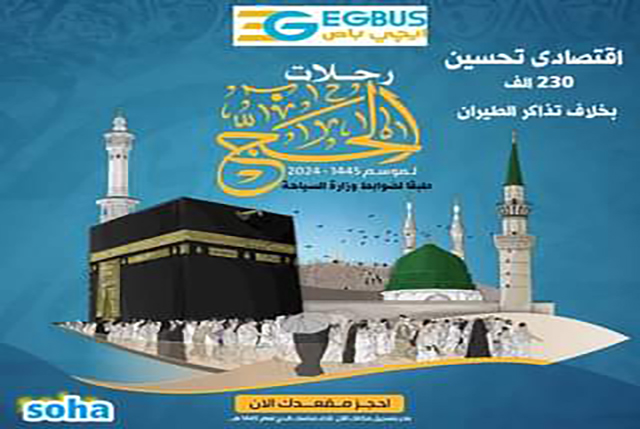 EGBUS
ايجي باص
اقتصادى تحسين
230 الف
بخلاف تذاكر الطيران
رحلات
الحج
لموسم 1445 - 2024
طبقا لضوابط وزارة السياحة
احجز مقعدك الان
soha